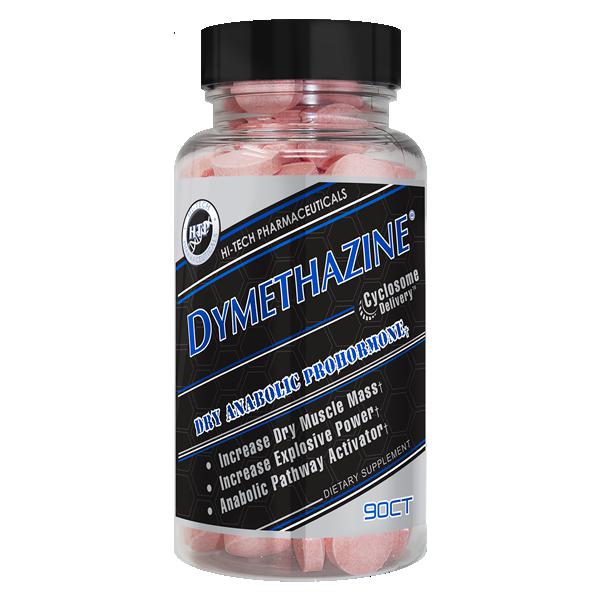 HTP
HI-TECH PHARMACEUTICALS
DYMETHAZINE®
Cyclosome
Delivery™
DRY ANABOLIC PROHORMONE†
• Increase Dry Muscle Mass†
• Increase Explosive Power†
• Anabolic Pathway Activator†
DIETARY SUPPLEMENT
90CT